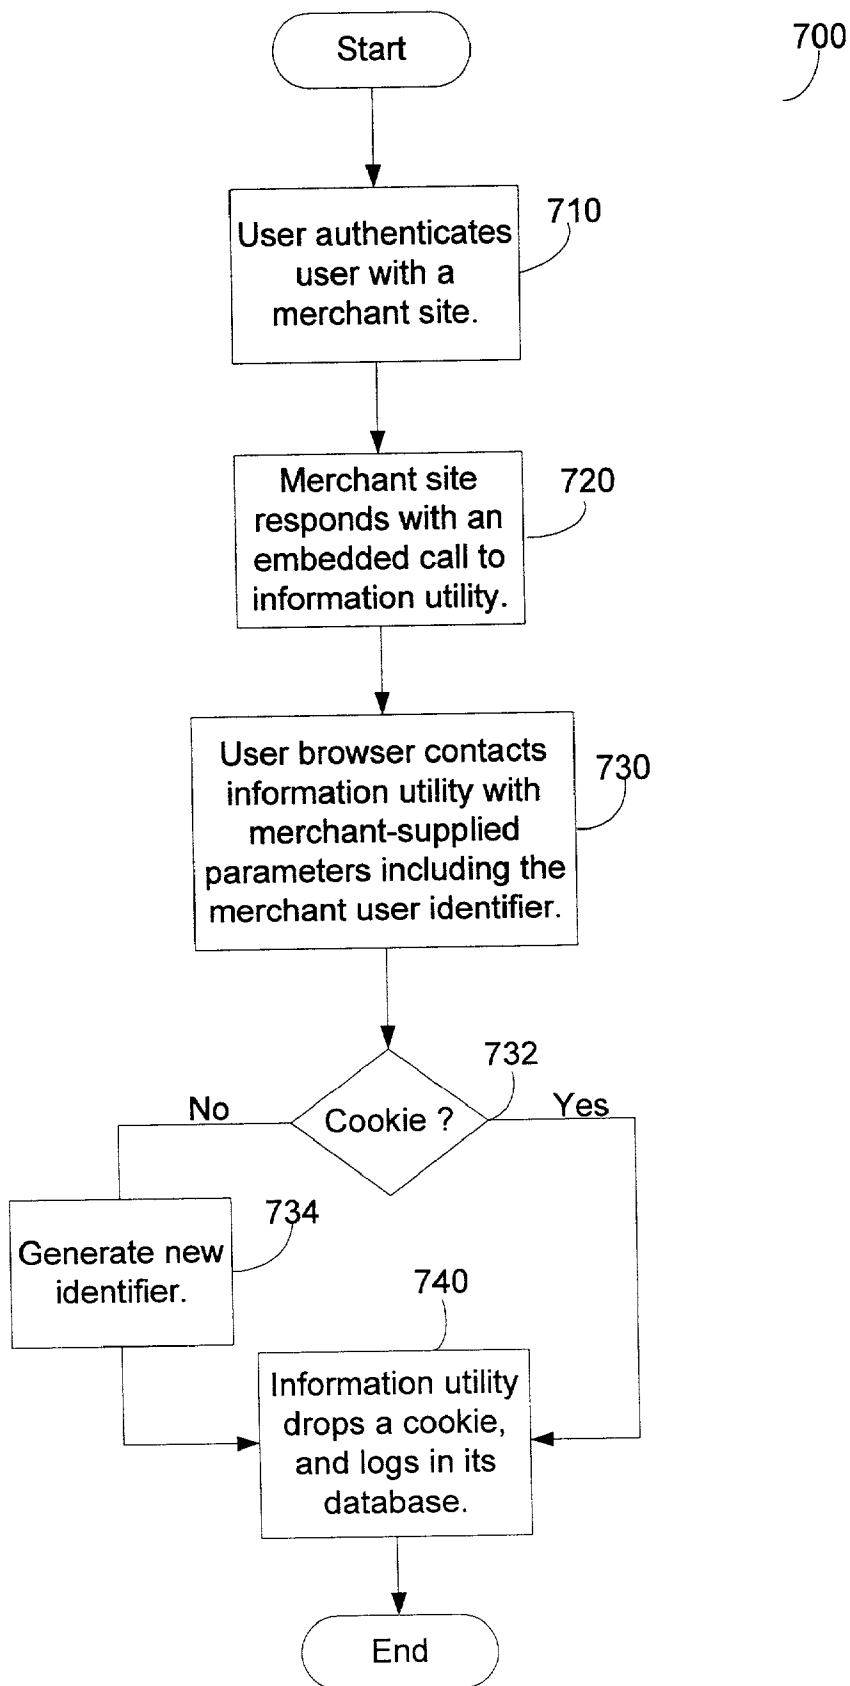 Start
700
User authenticates
user with a
merchant site.
710
Merchant site
responds with an
embedded call to
information utility.
720
User browser contacts
information utility with
merchant-supplied
parameters including the
merchant user identifier.
730
732
No
Cookie ?
Yes
734
Generate new
identifier.
740
Information utility
drops a cookie,
and logs in its
database.
End